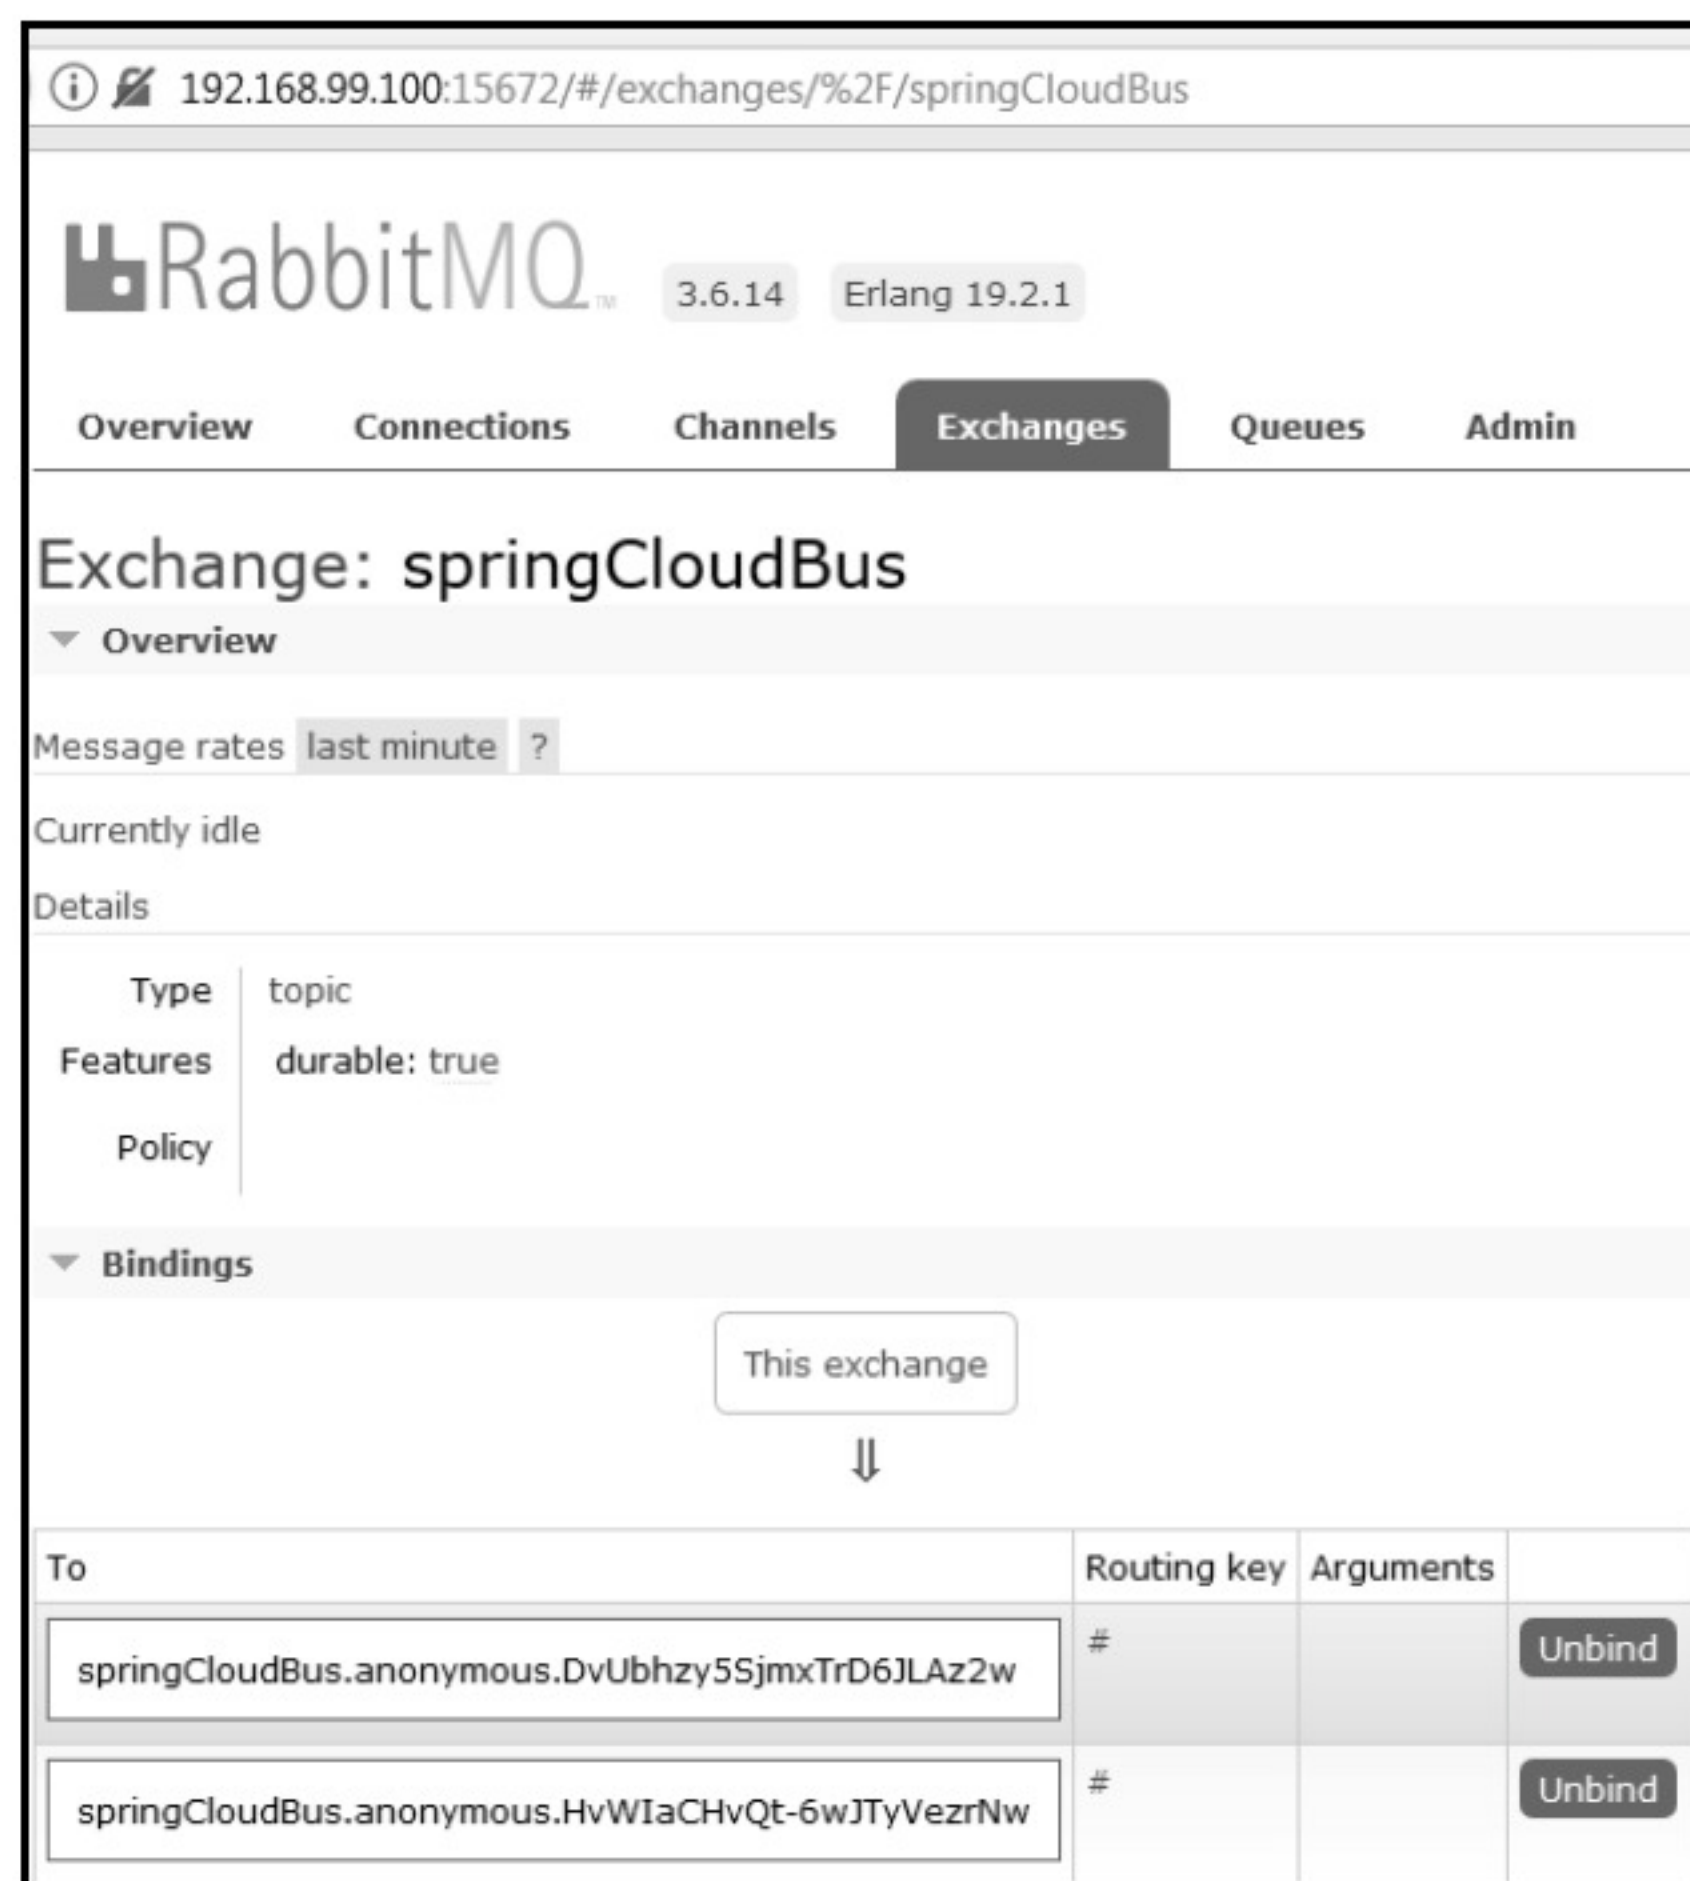 192.168.99.100:15672/#/exchanges/%2F/springCloudBus
RabbitMQ TM 3.6.14 Erlang 19.2.1
Overview Connections Channels Exchanges Queues Admin
Exchange: springCloudBus
Overview
Message rates last minute ?
Currently idle
Details
Type topic
Features durable: true
Policy
Bindings
This exchange
⇓
To Routing key Arguments
springCloudBus.anonymous.DvUbhzy5SjmxTrD6JLAz2w # Unbind
springCloudBus.anonymous.HvWIaCHvQt-6wJTyVezrNw # Unbind